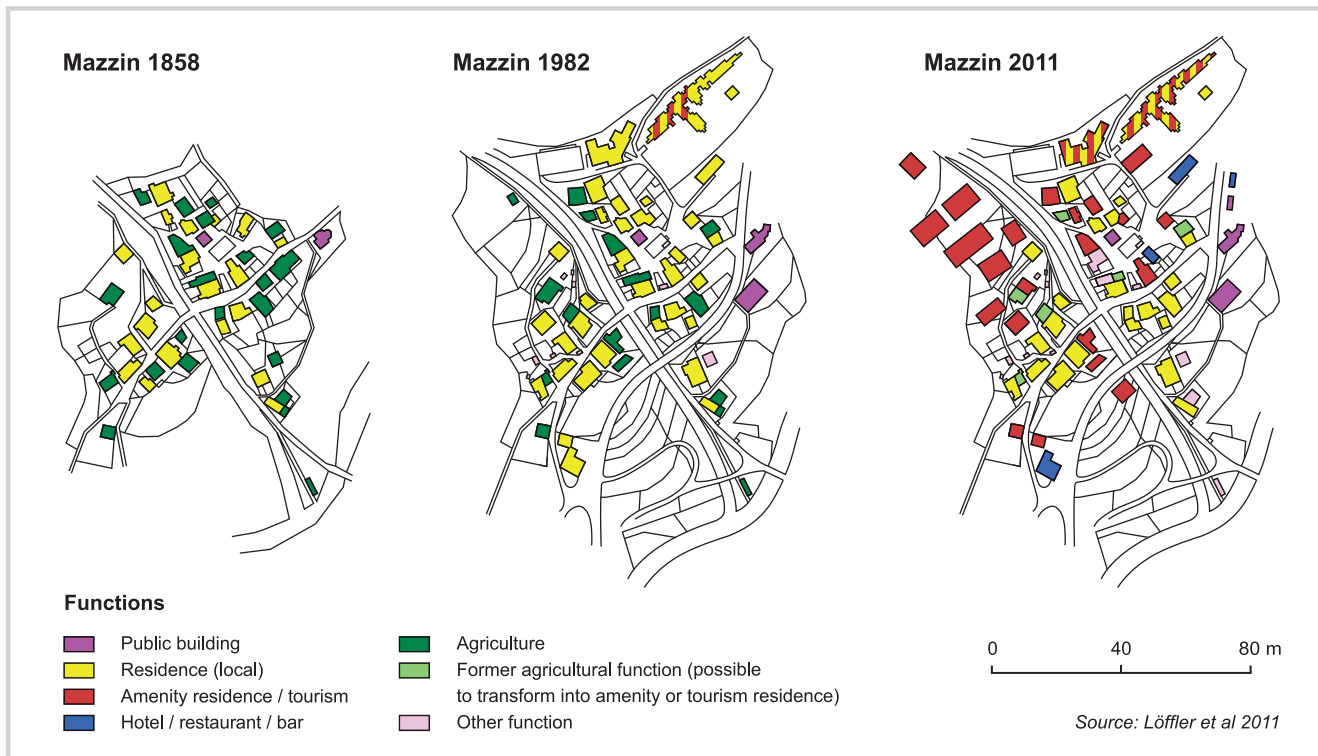 Mazzin 1858
Mazzin 1982
Mazzin 2011
Functions
Public building
Residence (local)
Amenity residence / tourism
Hotel / restaurant / bar
Agriculture
Former agricultural function (possible
to transform into amenity or tourism residence)
Other function
0 40 80 m
Source: Löffler et al 2011